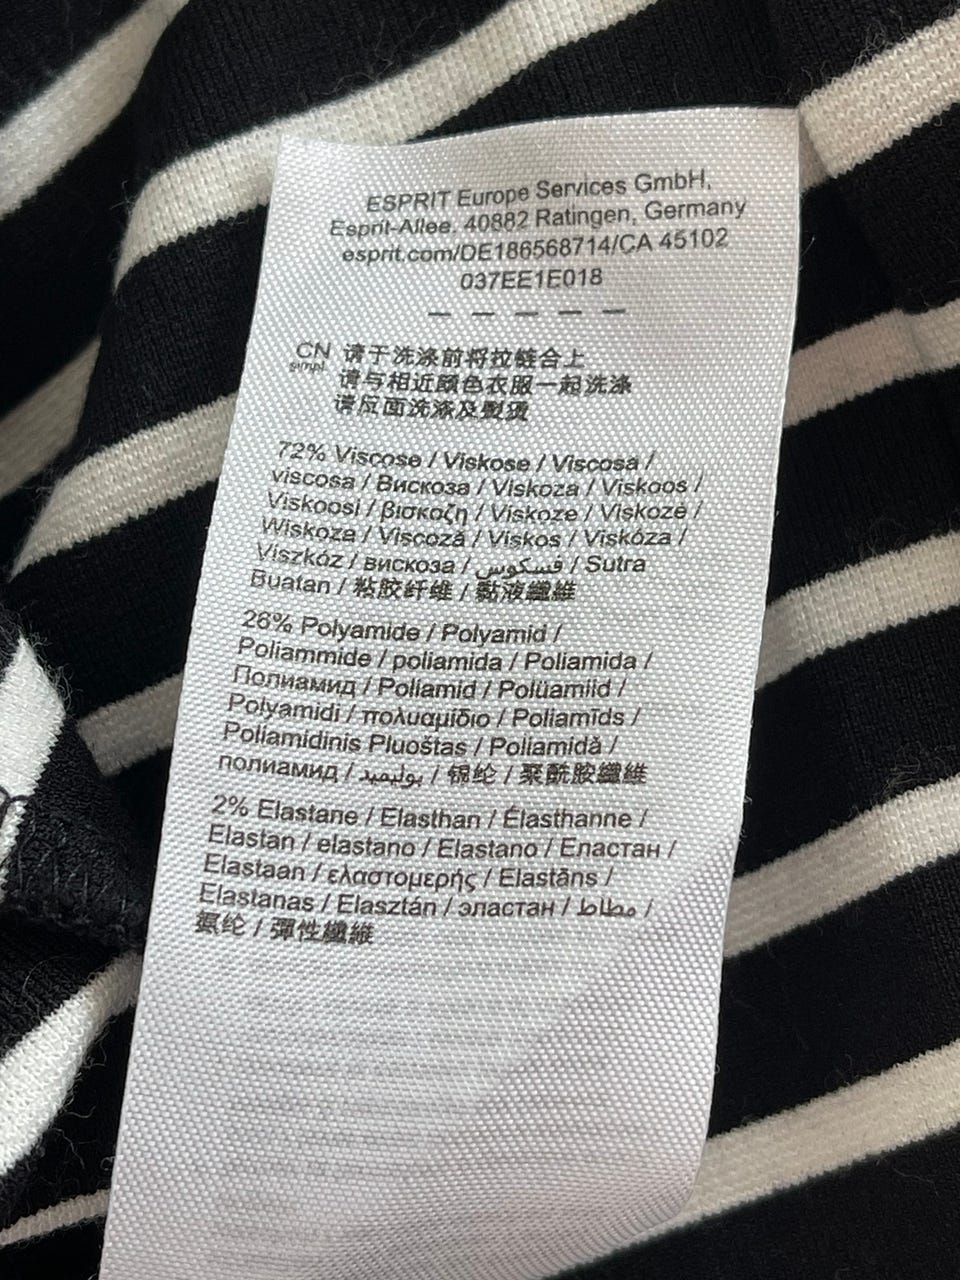 ESPRIT Europe Services GmbH,
Esprit-Allee. 40882 Ratingen, Germany
esprit.com/DE186568714/CA 45102
037EE1E018
— — — — —
CN 请于洗涤前将拉链合上
simpl 请与相近颜色衣服一起洗涤
请反面洗涤及熨烫
72% Viscose / Viskose / Viscosa /
viscosa / Вискоза / Viskoza / Viskoos /
Viskoosi / βισκοζη / Viskoze / Viskozė /
Wiskoza / Viscoză / Viskos / Viskóza /
Viszkóz / вискоза / فسكوس / Sutra
Buatan / 粘胶纤维 / 黏液纖維
26% Polyamide / Polyamid /
Poliammide / poliamida / Poliamida /
Полиамид / Poliamid / Polüamiid /
Polyamidi / πολυαμίδιο / Poliamīds /
Poliamidinis Pluoštas / Poliamidă /
полиамид / بوليميد / 锦纶 / 聚酰胺纖維
2% Elastane / Elasthan / Élasthanne /
Elastan / elastano / Elastano / Еластан /
Elastaan / ελαστομερής / Elastāns /
Elastanas / Elasztán / эластан / مطاط /
氨纶 / 彈性纖維